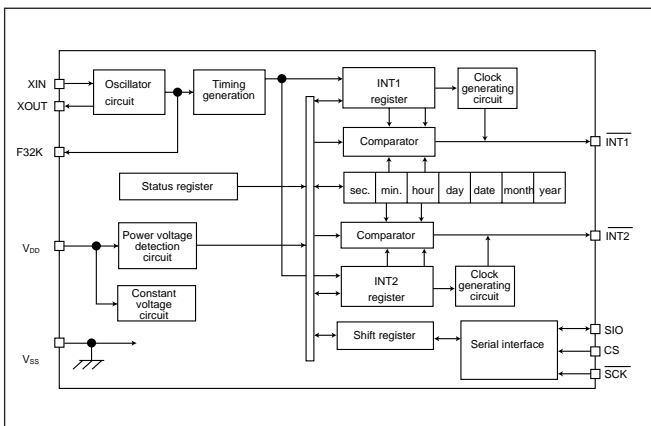 XIN
XOUT
F32K
VDD
VSS
Oscillator
circuit
Timing
generation
INT1
register
Clock
generating
circuit
Comparator
INT1
Status register
sec. min. hour day date month year
Power voltage
detection
circuit
Comparator
INT2
Constant
voltage
circuit
INT2
register
Clock
generating
circuit
Shift register
Serial interface
SIO
CS
SCK